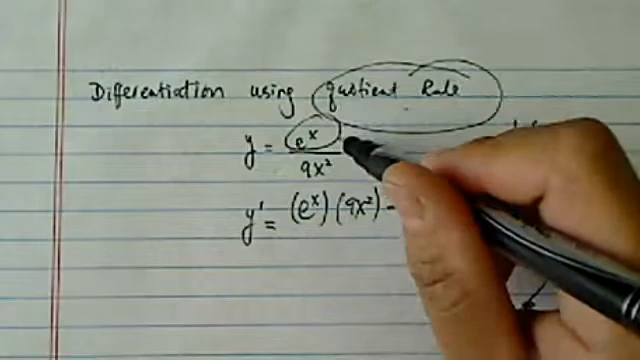 Differentiation using quotient Rule
y = e^x / 9x²
y' = (e^x)(9x²) -